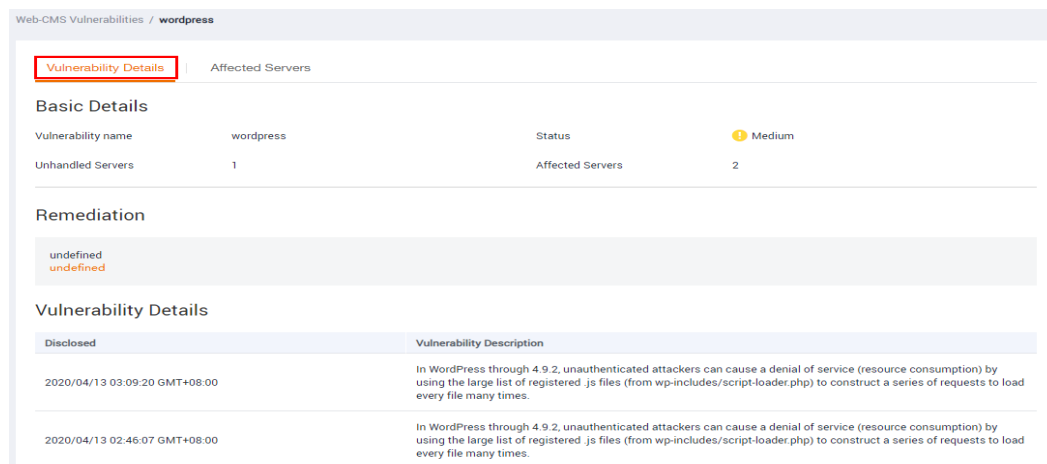 Web-CMS Vulnerabilities / wordpress
Vulnerability Details | Affected Servers
Basic Details
Vulnerability name wordpress Status Medium
Unhandled Servers 1 Affected Servers 2
Remediation
undefined
undefined
Vulnerability Details
Disclosed Vulnerability Description
In WordPress through 4.9.2, unauthenticated attackers can cause a denial of service (resource consumption) by
2020/04/13 03:09:20 GMT+08:00 using the large list of registered .js files (from wp-includes/script-loader.php) to construct a series of requests to load
every file many times.
In WordPress through 4.9.2, unauthenticated attackers can cause a denial of service (resource consumption) by
2020/04/13 02:46:07 GMT+08:00 using the large list of registered .js files (from wp-includes/script-loader.php) to construct a series of requests to load
every file many times.